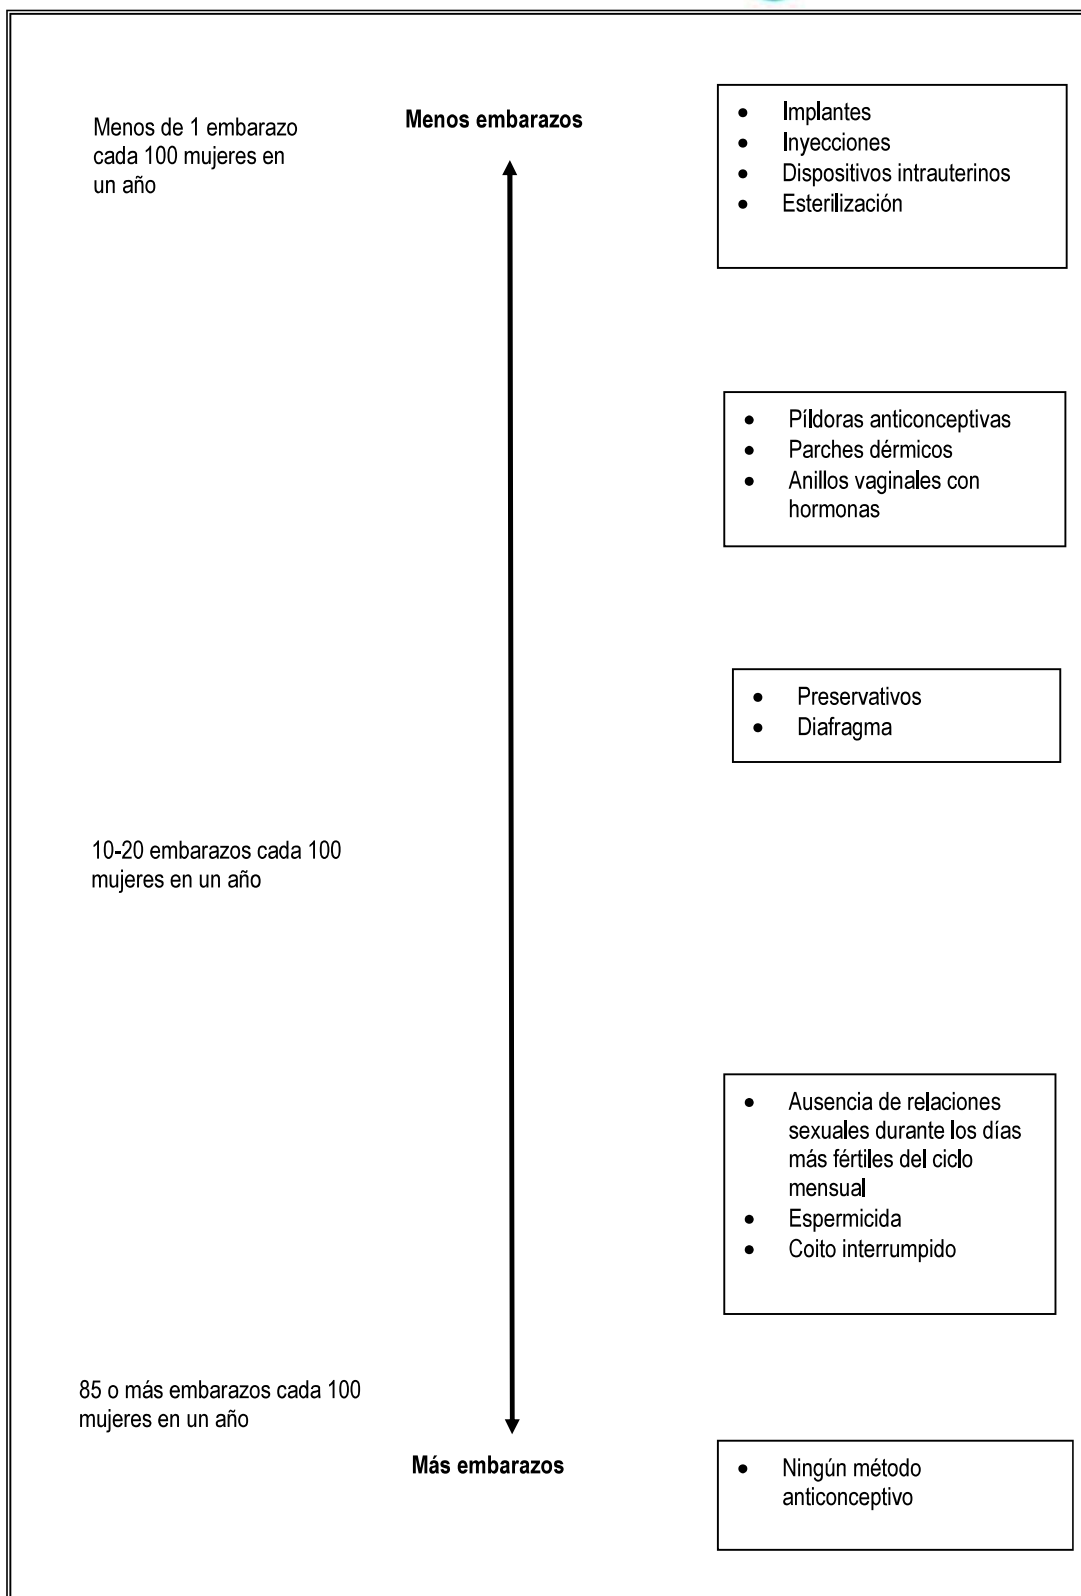 Menos de 1 embarazo
cada 100 mujeres en
un año
Menos embarazos
• Implantes
• Inyecciones
• Dispositivos intrauterinos
• Esterilización
• Píldoras anticonceptivas
• Parches dérmicos
• Anillos vaginales con
hormonas
• Preservativos
• Diafragma
10-20 embarazos cada 100
mujeres en un año
• Ausencia de relaciones
sexuales durante los días
más fértiles del ciclo
mensual
• Espermicida
• Coito interrumpido
85 o más embarazos cada 100
mujeres en un año
Más embarazos
• Ningún método
anticonceptivo